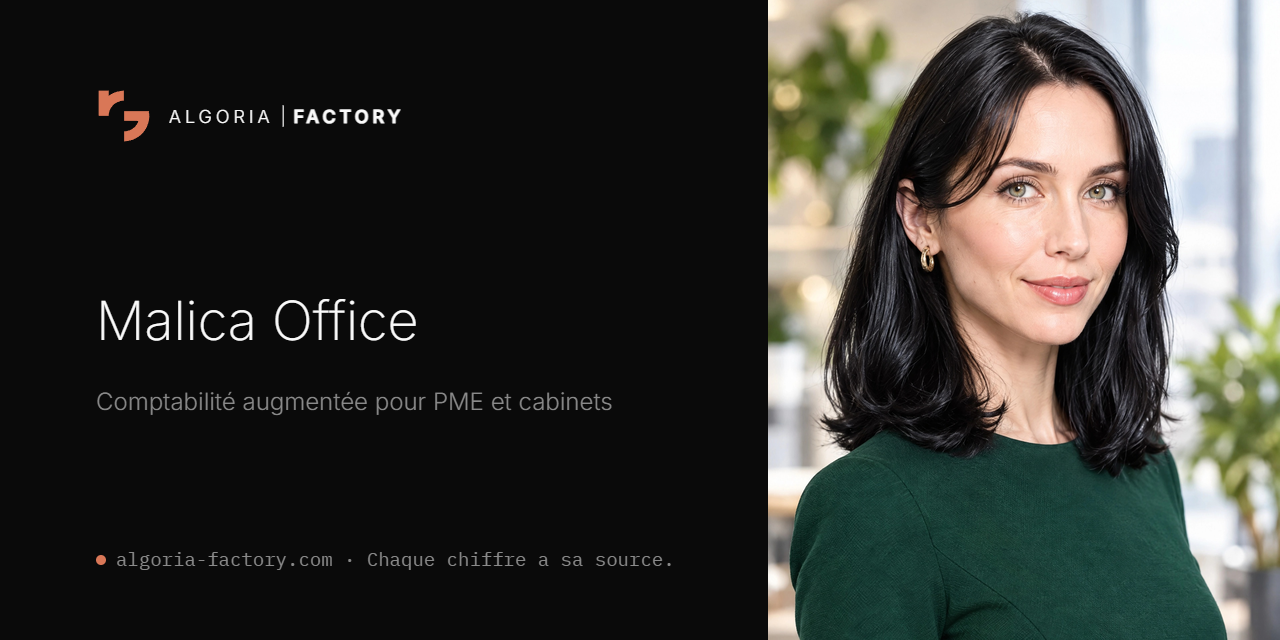 ALGORIA | FACTORY
Malica Office
Comptabilité augmentée pour PME et cabinets
algoria-factory.com · Chaque chiffre a sa source.